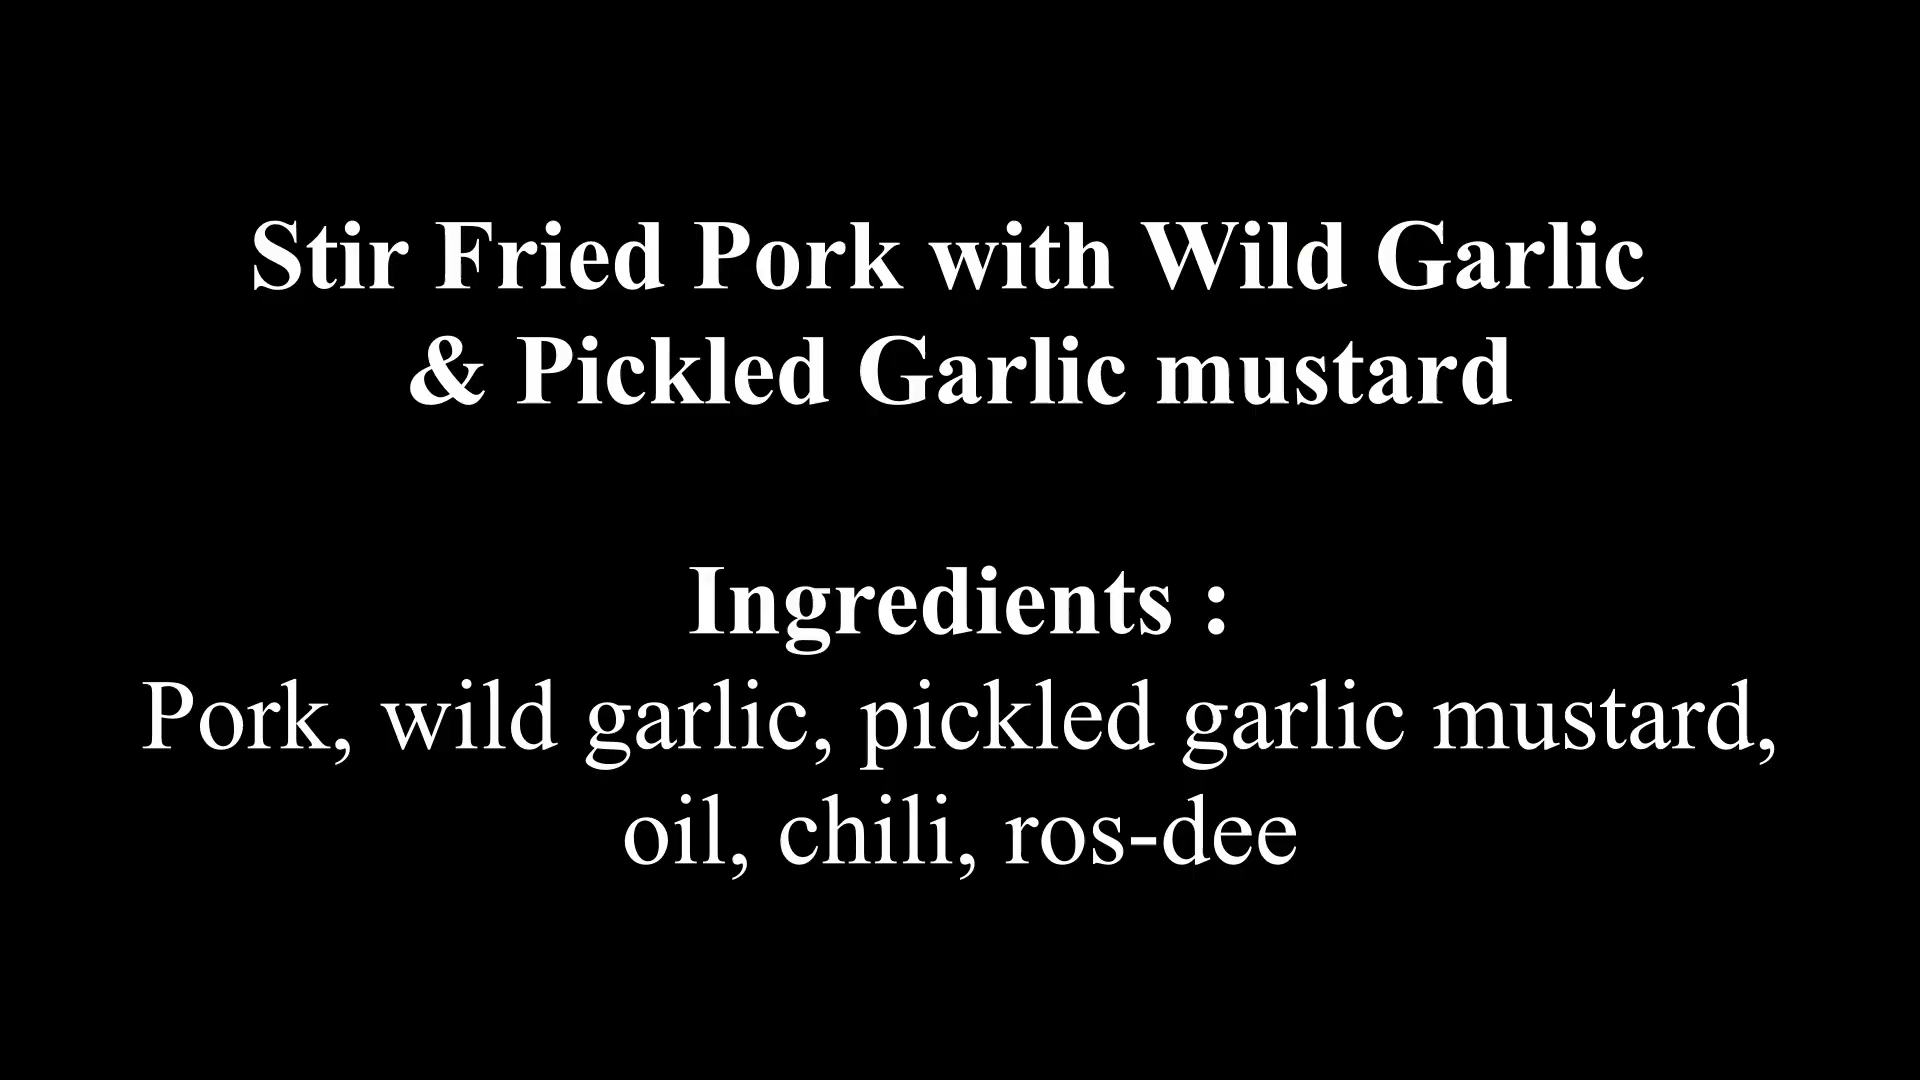 Stir Fried Pork with Wild Garlic
& Pickled Garlic mustard
Ingredients :
Pork, wild garlic, pickled garlic mustard,
oil, chili, ros-dee